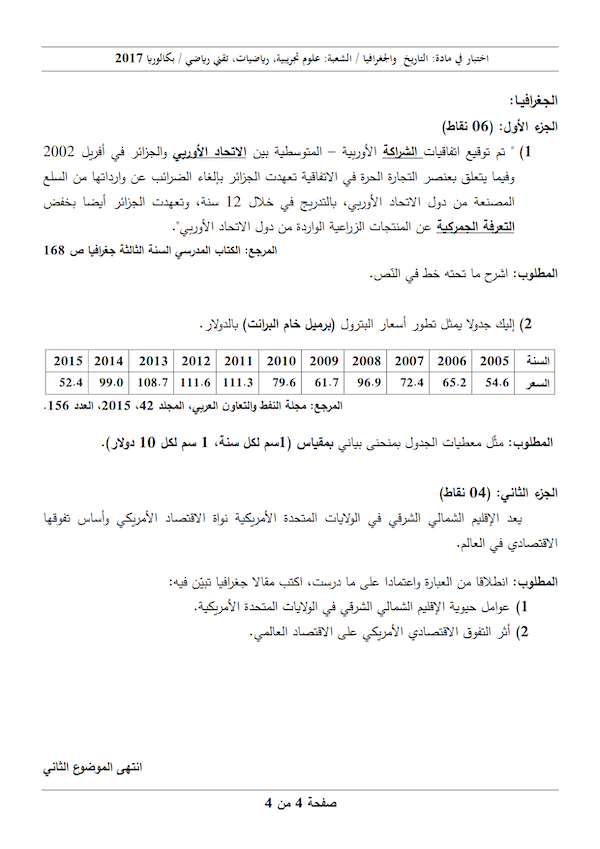 اختبار في مادة: التاريخ والجغرافيا / الشعبة: علوم تجريبية، رياضيات، تقني رياضي / بكالوريا 2017
الجغرافيا:
الجزء الأول: (06 نقاط)
1) " تم توقيع اتفاقيات الشراكة الأوربية – المتوسطية بين الاتحاد الأوربي والجزائر في أفريل 2002
وفيما يتعلق بعنصر التجارة الحرة في الاتفاقية تعهدت الجزائر بإلغاء الضرائب عن وارداتها من السلع
المصنعة من دول الاتحاد الأوربي، بالتدريج في خلال 12 سنة، وتعهدت الجزائر أيضا بخفض
التعرفة الجمركية عن المنتجات الزراعية الواردة من دول الاتحاد الأوربي".
المرجع: الكتاب المدرسي السنة الثالثة جغرافيا ص 168
المطلوب: اشرح ما تحته خط في النّص.
2) إليك جدولا يمثل تطور أسعار البترول (برميل خام البرانت) بالدولار.
السنة 2005 2006 2007 2008 2009 2010 2011 2012 2013 2014 2015
السعر 54.6 65.2 72.4 96.9 61.7 79.6 111.3 111.6 108.7 99.0 52.4
المرجع: مجلة النفط والتعاون العربي، المجلد 42، 2015، العدد 156.
المطلوب: مثّل معطيات الجدول بمنحنى بياني بمقياس (1سم لكل سنة، 1 سم لكل 10 دولار).
الجزء الثاني: (04 نقاط)
يعد الإقليم الشمالي الشرقي في الولايات المتحدة الأمريكية نواة الاقتصاد الأمريكي وأساس تفوقها
الاقتصادي في العالم.
المطلوب: انطلاقا من العبارة واعتمادا على ما درست، اكتب مقالا جغرافيا تبيّن فيه:
1) عوامل حيوية الإقليم الشمالي الشرقي في الولايات المتحدة الأمريكية.
2) أثر التفوق الاقتصادي الأمريكي على الاقتصاد العالمي.
انتهى الموضوع الثاني
صفحة 4 من 4